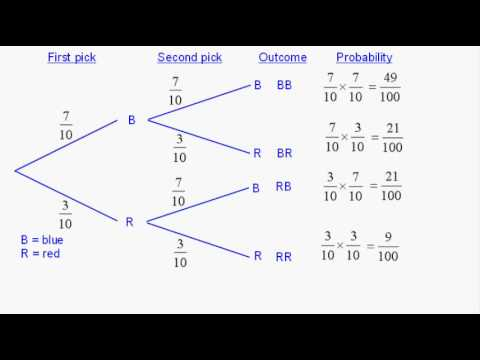 First pick Second pick Outcome Probability
7/10 B BB 7/10 × 7/10 = 49/100
7/10 B
3/10 R BR 7/10 × 3/10 = 21/100
7/10 B RB 3/10 × 7/10 = 21/100
3/10 R
3/10 R RR 3/10 × 3/10 = 9/100
B = blue
R = red